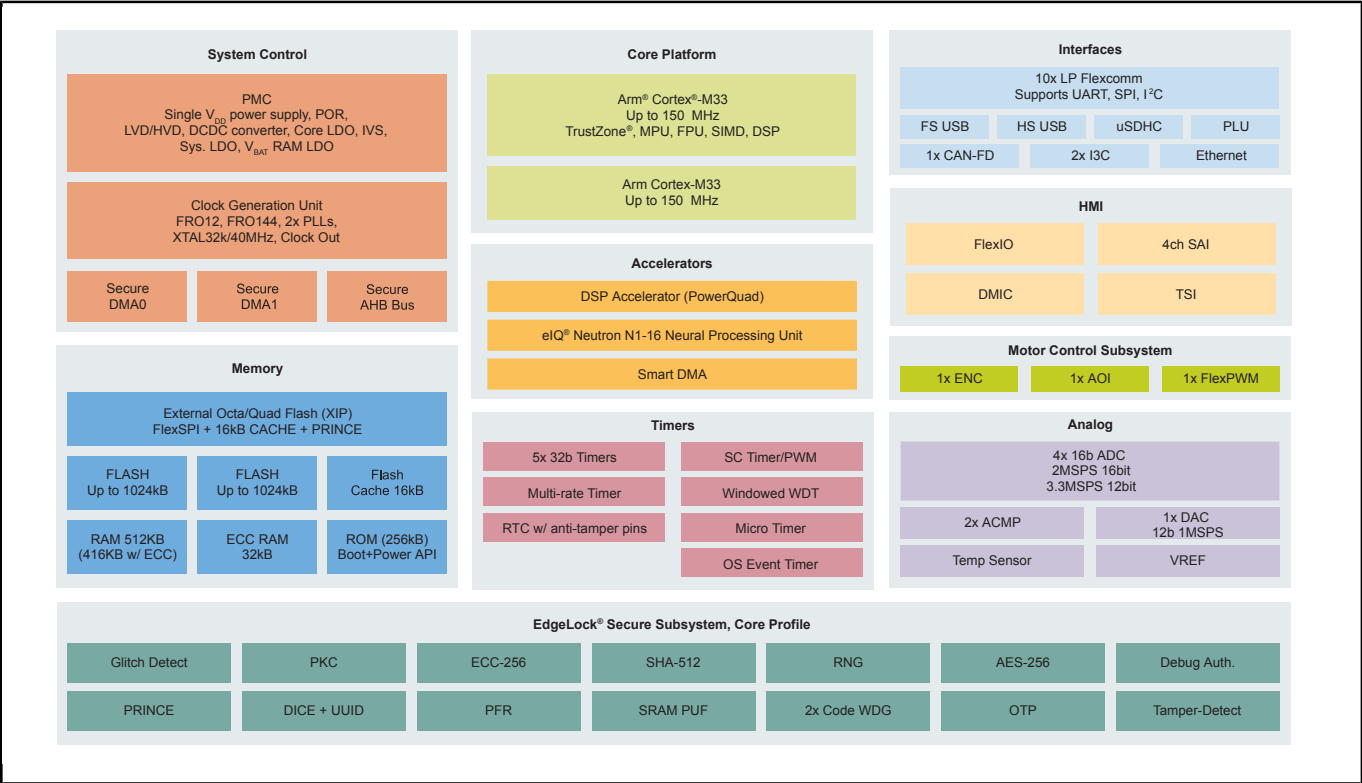 System Control
PMC
Single VDD power supply, POR,
LVD/HVD, DCDC converter, Core LDO, IVS,
Sys. LDO, VBAT RAM LDO
Clock Generation Unit
FRO12, FRO144, 2x PLLs,
XTAL32k/40MHz, Clock Out
Secure
DMA0
Secure
DMA1
Secure
AHB Bus
Memory
External Octa/Quad Flash (XIP)
FlexSPI + 16kB CACHE + PRINCE
FLASH
Up to 1024kB
FLASH
Up to 1024kB
Flash
Cache 16kB
RAM 512KB
(416KB w/ ECC)
ECC RAM
32kB
ROM (256kB)
Boot+Power API
Core Platform
Arm® Cortex®-M33
Up to 150 MHz
TrustZone®, MPU, FPU, SIMD, DSP
Arm Cortex-M33
Up to 150 MHz
Accelerators
DSP Accelerator (PowerQuad)
eIQ® Neutron N1-16 Neural Processing Unit
Smart DMA
Timers
5x 32b Timers
SC Timer/PWM
Multi-rate Timer
Windowed WDT
RTC w/ anti-tamper pins
Micro Timer
OS Event Timer
Interfaces
10x LP Flexcomm
Supports UART, SPI, I²C
FS USB
HS USB
uSDHC
PLU
1x CAN-FD
2x I3C
Ethernet
HMI
FlexIO
4ch SAI
DMIC
TSI
Motor Control Subsystem
1x ENC
1x AOI
1x FlexPWM
Analog
4x 16b ADC
2MSPS 16bit
3.3MSPS 12bit
2x ACMP
1x DAC
12b 1MSPS
Temp Sensor
VREF
EdgeLock® Secure Subsystem, Core Profile
Glitch Detect
PKC
ECC-256
SHA-512
RNG
AES-256
Debug Auth.
PRINCE
DICE + UUID
PFR
SRAM PUF
2x Code WDG
OTP
Tamper-Detect